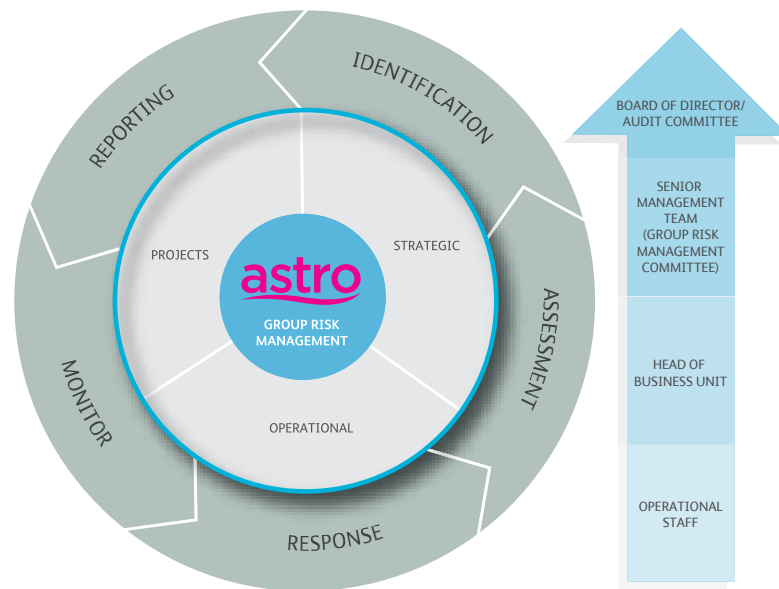 IDENTIFICATION
ASSESSMENT
RESPONSE
MONITOR
REPORTING
PROJECTS
STRATEGIC
OPERATIONAL
astro
GROUP RISK
MANAGEMENT
BOARD OF DIRECTOR/
AUDIT COMMITTEE
SENIOR
MANAGEMENT
TEAM
(GROUP RISK
MANAGEMENT
COMMITTEE)
HEAD OF
BUSINESS UNIT
OPERATIONAL
STAFF